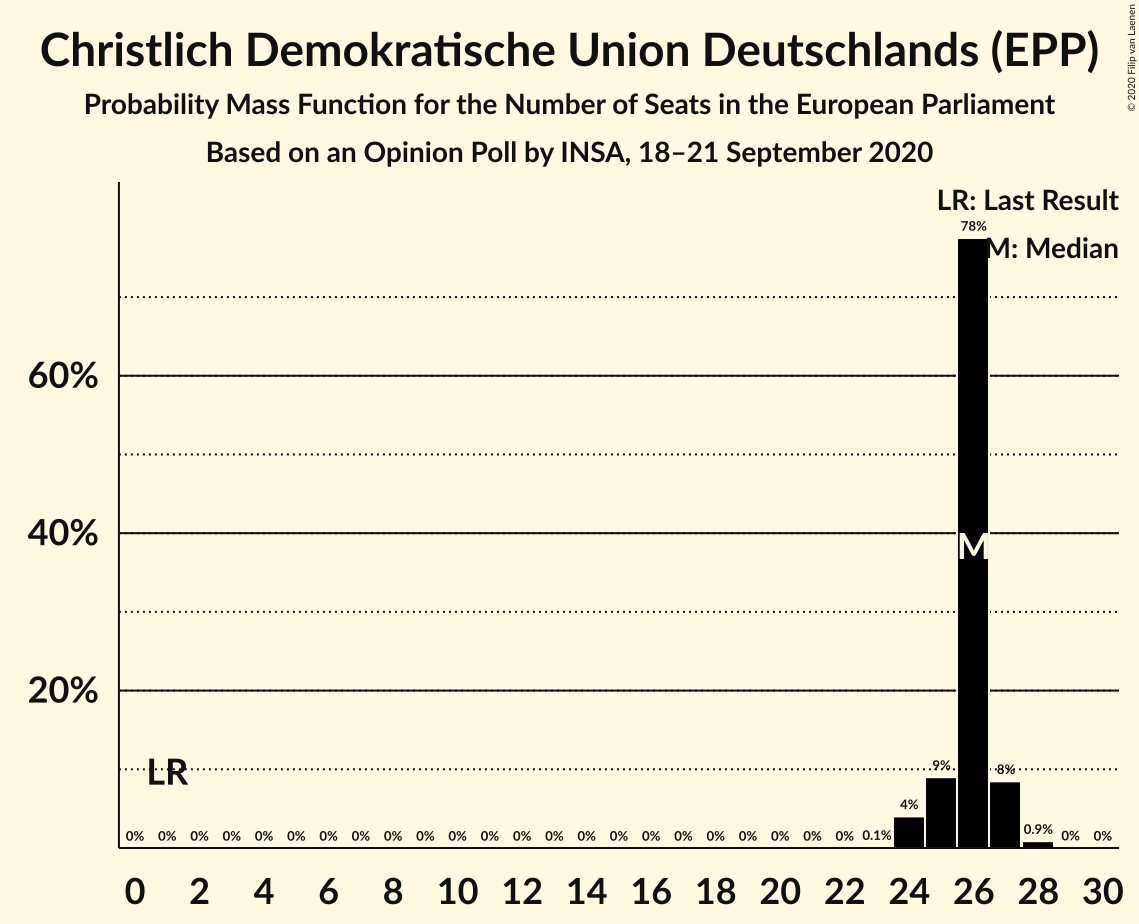 Christlich Demokratische Union Deutschlands (EPP)
Probability Mass Function for the Number of Seats in the European Parliament
Based on an Opinion Poll by INSA, 18–21 September 2020
© 2020 Filip van Laenen
LR: Last Result
M: Median
78%
60%
40%
20%
M
LR
0% 0% 0% 0% 0% 0% 0% 0% 0% 0% 0% 0% 0% 0% 0% 0% 0% 0% 0% 0% 0% 0% 0% 0.1% 4% 9% 8% 0.9% 0% 0%
0 2 4 6 8 10 12 14 16 18 20 22 24 26 28 30